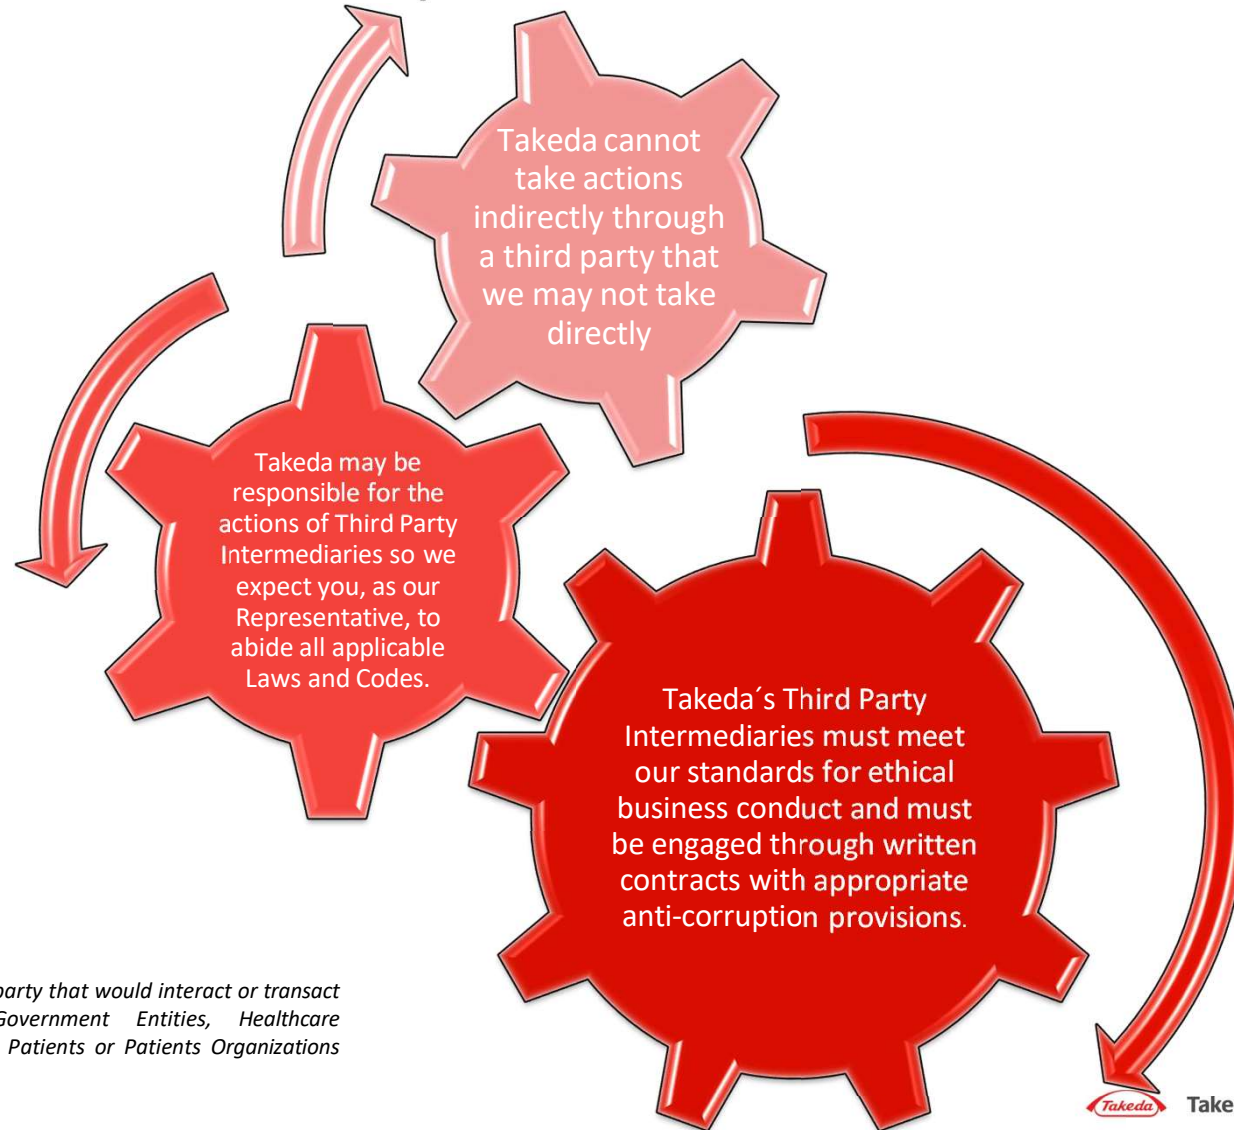 Takeda cannot
take actions
indirectly through
a third party that
we may not take
directly
Takeda may be
responsible for the
actions of Third Party
Intermediaries so we
expect you, as our
Representative, to
abide all applicable
Laws and Codes.
Takeda´s Third Party
Intermediaries must meet
our standards for ethical
business conduct and must
be engaged through written
contracts with appropriate
anti-corruption provisions.
party that would interact or transact
Government Entities, Healthcare
Patients or Patients Organizations
Takeda Take